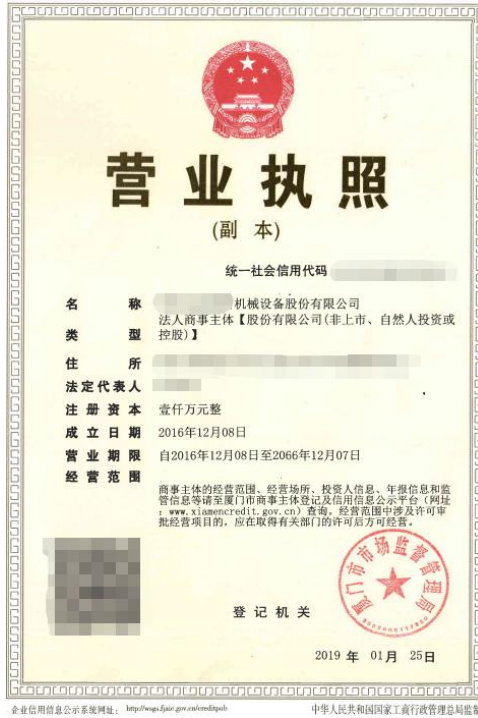 营业执照
(副 本)
统一社会信用代码
名 称 机械设备股份有限公司
类 型 法人商事主体【股份有限公司(非上市、自然人投资或
控股)】
住 所
法定代表人
注 册 资 本 壹仟万元整
成 立 日 期 2016年12月08日
营 业 期 限 自2016年12月08日至2066年12月07日
经 营 范 围
商事主体的经营范围、经营场所、投资人信息、年报信息和监
管信息等请至厦门市商事主体登记及信用信息公示平台（网址
：www.xiamencredit.gov.cn）查询。经营范围中涉及许可审
批经营项目的，应在取得有关部门的许可后方可经营。
厦门市市场监督管理局
登 记 机 关
2019 年 01月 25日
企业信用信息公示系统网址： http://wsgs.fjaic.gov.cn/creditpub
中华人民共和国国家工商行政管理总局监制